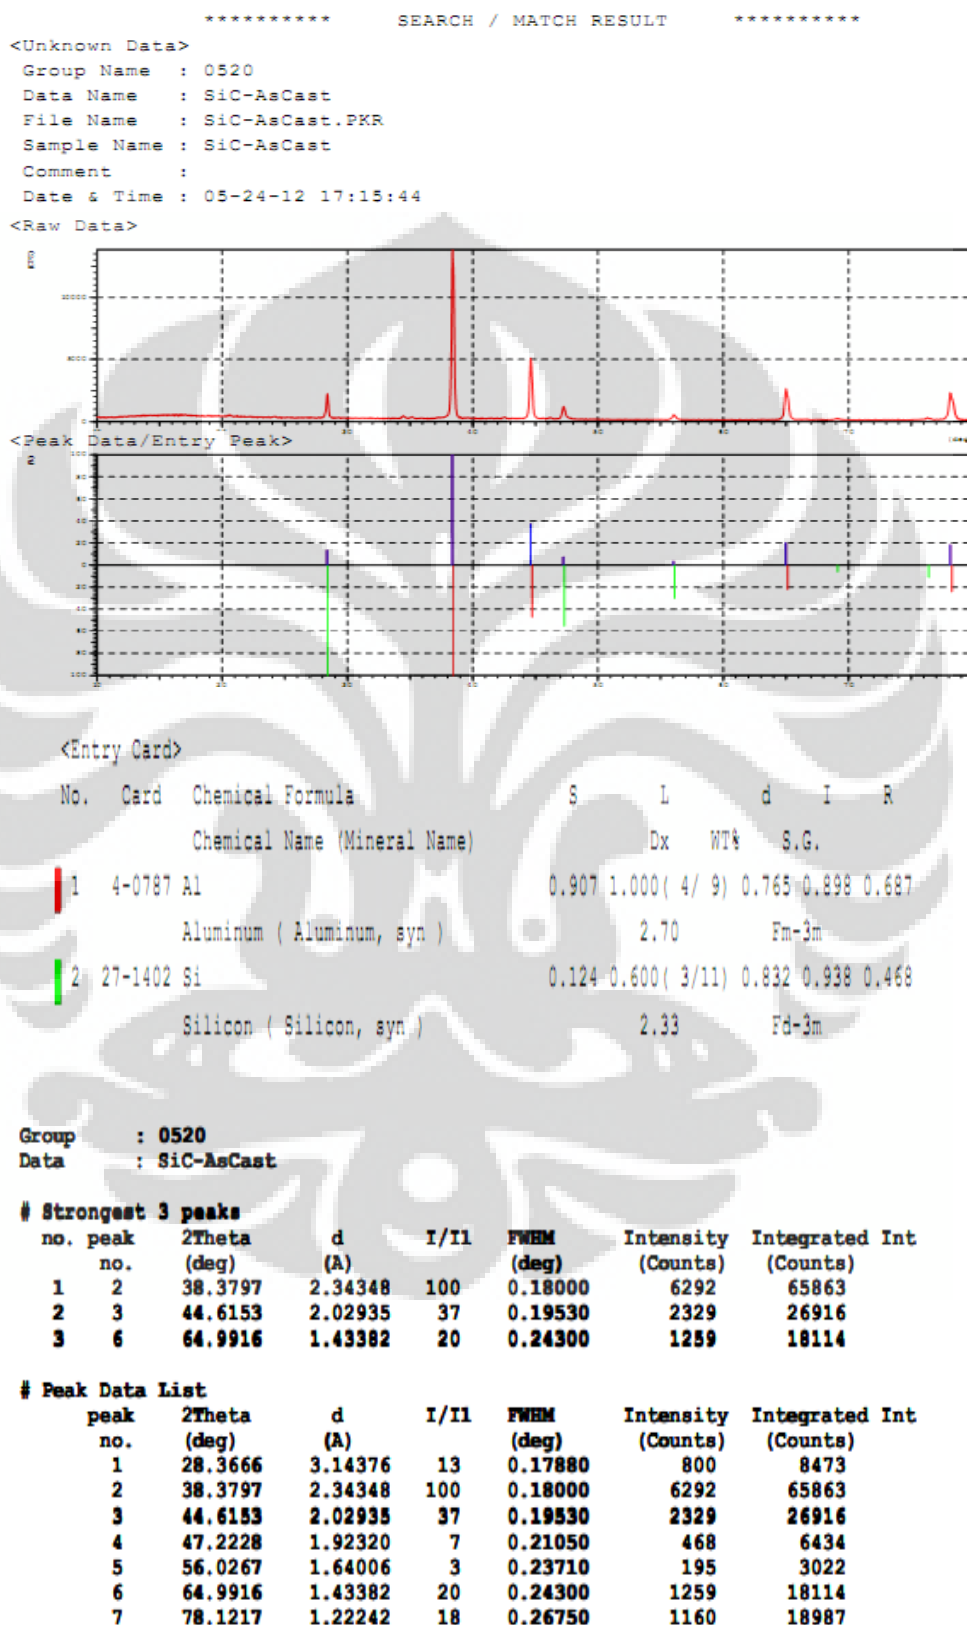 ********** SEARCH / MATCH RESULT **********
<Unknown Data>
Group Name : 0520
Data Name : SiC-AsCast
File Name : SiC-AsCast.PKR
Sample Name : SiC-AsCast
Comment :
Date & Time : 05-24-12 17:15:44
<Raw Data>
<Peak Data/Entry Peak>
<Entry Card>
No. Card Chemical Formula S L d I R
Chemical Name (Mineral Name) Dx WT% S.G.
1 4-0787 Al 0.907 1.000( 4/ 9) 0.765 0.898 0.687
Aluminum ( Aluminum, syn ) 2.70 Fm-3m
2 27-1402 Si 0.124 0.600( 3/11) 0.832 0.938 0.468
Silicon ( Silicon, syn ) 2.33 Fd-3m
Group : 0520
Data : SiC-AsCast
# Strongest 3 peaks
no. peak 2Theta d I/I1 FWHM Intensity Integrated Int
no. (deg) (A) (deg) (Counts) (Counts)
1 2 38.3797 2.34348 100 0.18000 6292 65863
2 3 44.6153 2.02935 37 0.19530 2329 26916
3 6 64.9916 1.43382 20 0.24300 1259 18114
# Peak Data List
peak 2Theta d I/I1 FWHM Intensity Integrated Int
no. (deg) (A) (deg) (Counts) (Counts)
1 28.3666 3.14376 13 0.17880 800 8473
2 38.3797 2.34348 100 0.18000 6292 65863
3 44.6153 2.02935 37 0.19530 2329 26916
4 47.2228 1.92320 7 0.21050 468 6434
5 56.0267 1.64006 3 0.23710 195 3022
6 64.9916 1.43382 20 0.24300 1259 18114
7 78.1217 1.22242 18 0.26750 1160 18987